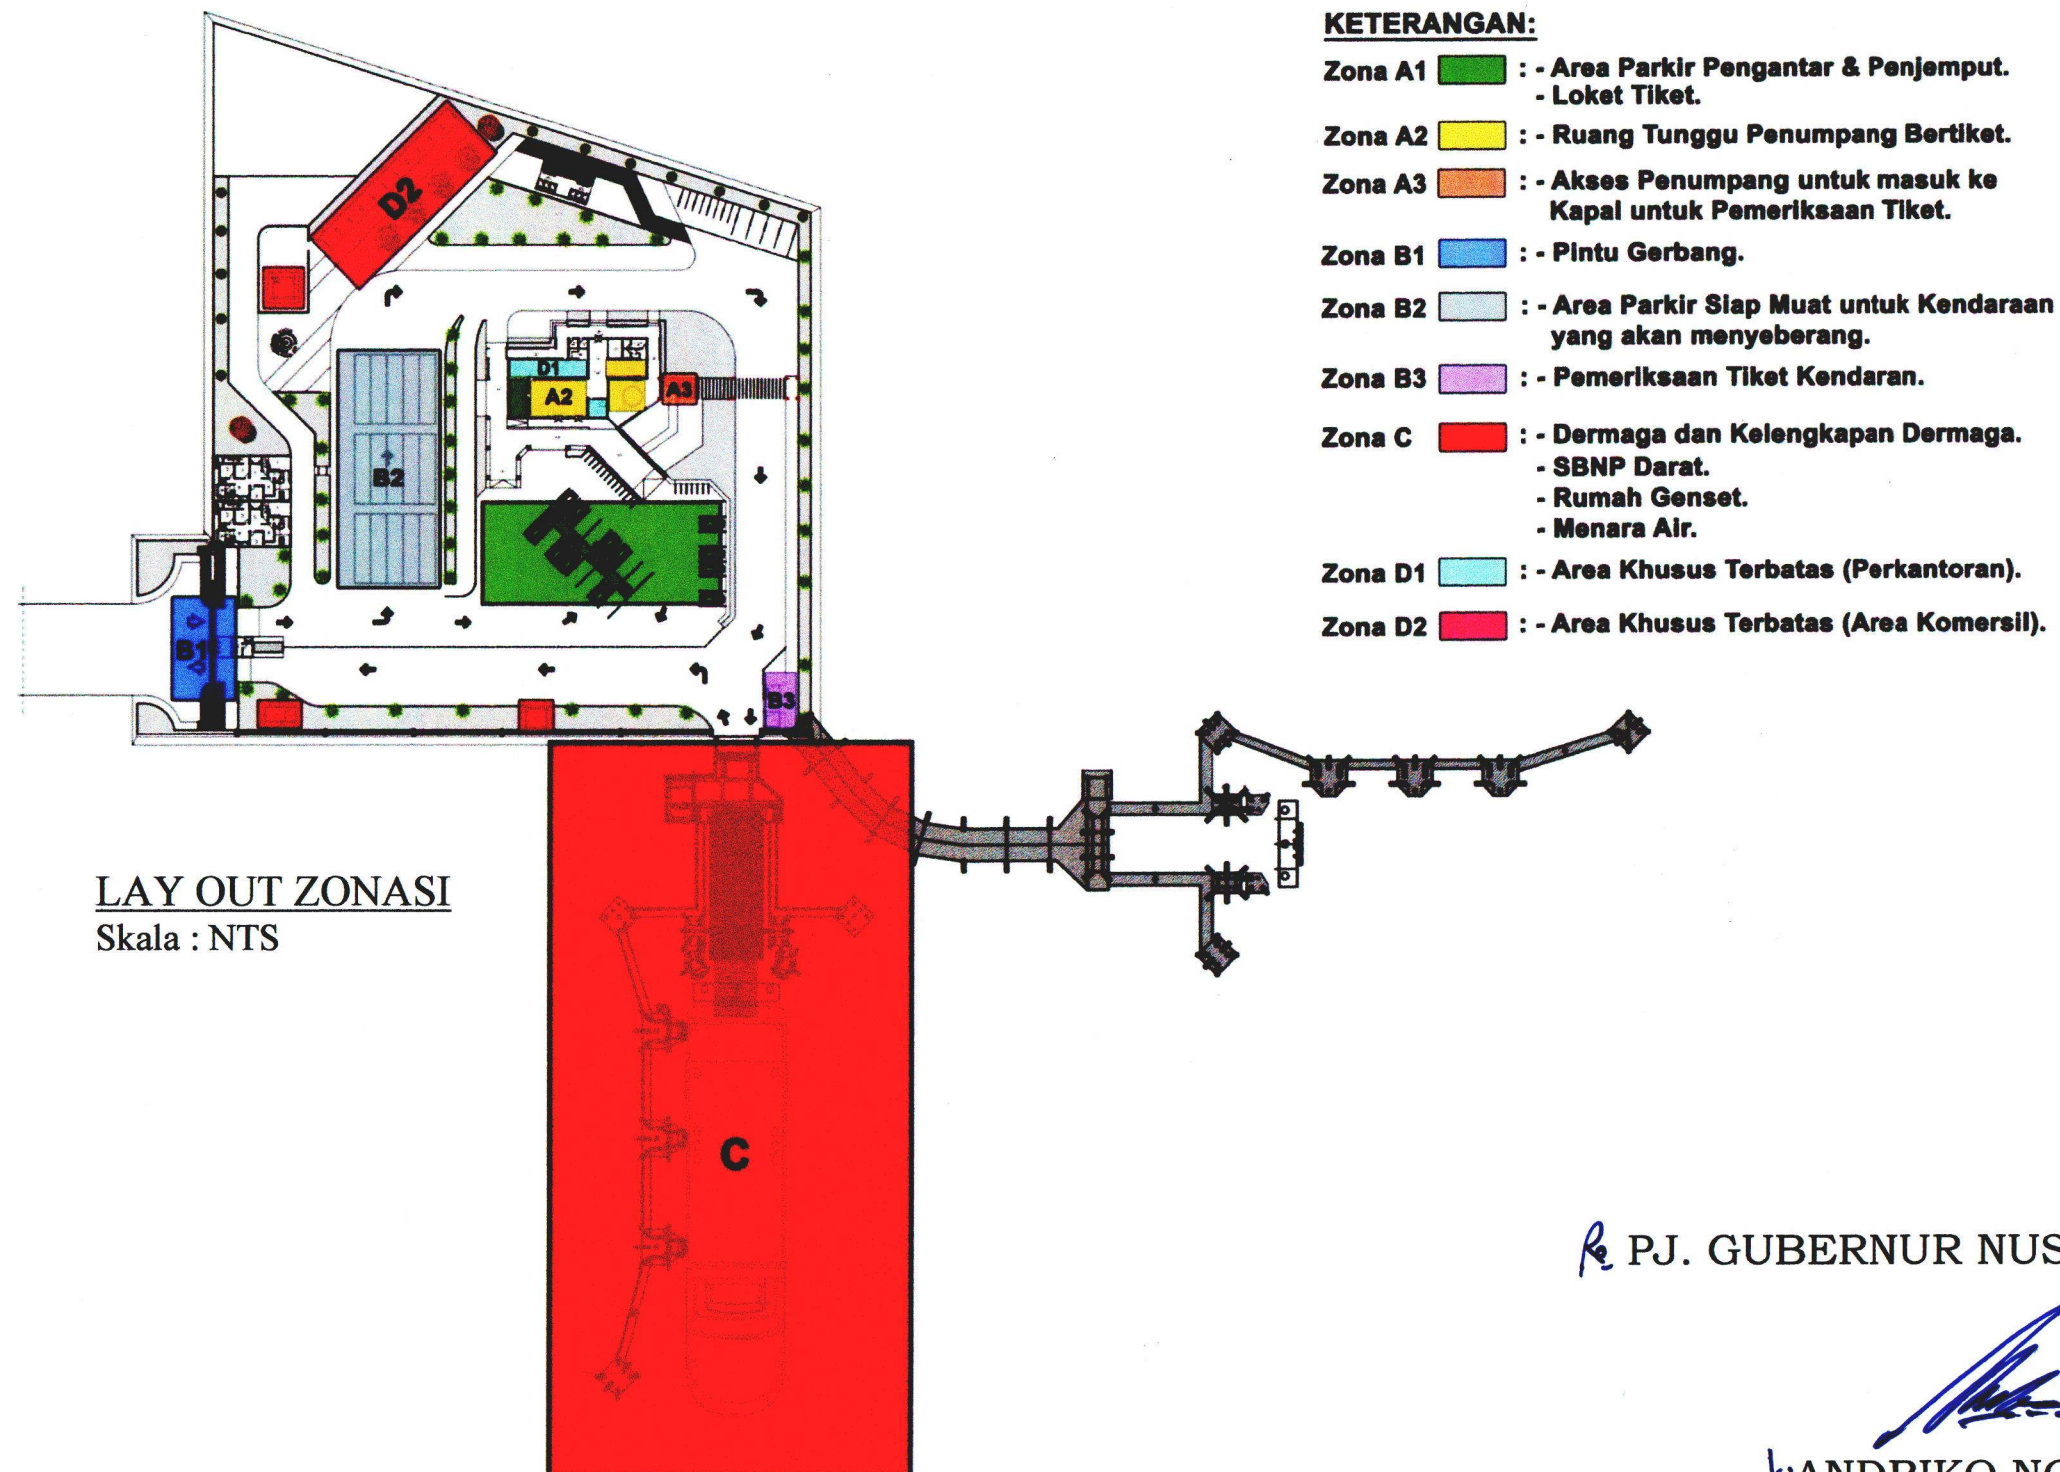 KETERANGAN:
Zona A1 : - Area Parkir Pengantar & Penjemput.
- Loket Tiket.
Zona A2 : - Ruang Tunggu Penumpang Bertiket.
Zona A3 : - Akses Penumpang untuk masuk ke
Kapal untuk Pemeriksaan Tiket.
Zona B1 : - Pintu Gerbang.
Zona B2 : - Area Parkir Siap Muat untuk Kendaraan
yang akan menyeberang.
Zona B3 : - Pemeriksaan Tiket Kendaran.
Zona C : - Dermaga dan Kelengkapan Dermaga.
- SBNP Darat.
- Rumah Genset.
- Menara Air.
Zona D1 : - Area Khusus Terbatas (Perkantoran).
Zona D2 : - Area Khusus Terbatas (Area Komersil).
D2
D1
A2
A3
B2
B1
B3
C
LAY OUT ZONASI
Skala : NTS
PJ. GUBERNUR NUS